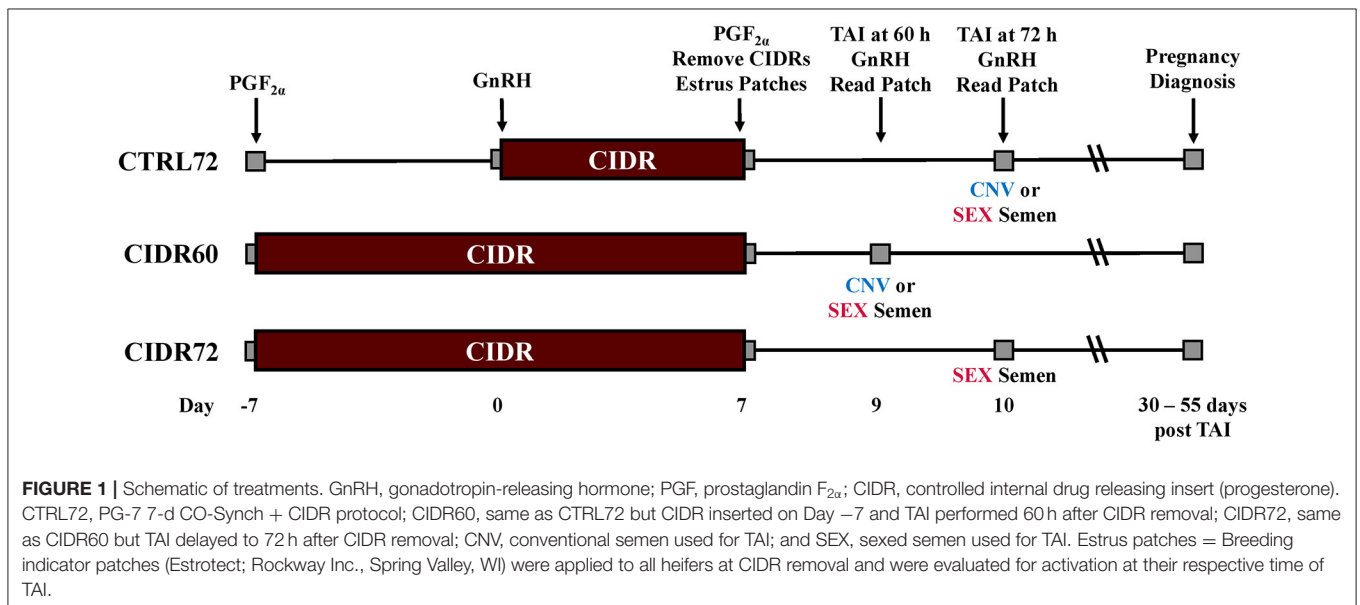 PGF2α
GnRH
PGF2α
Remove CIDRs
Estrus Patches
TAI at 60 h
GnRH
Read Patch
TAI at 72 h
GnRH
Read Patch
Pregnancy
Diagnosis
CTRL72
CIDR
CNV or
SEX Semen
CIDR60
CIDR
CNV or
SEX Semen
CIDR72
CIDR
SEX Semen
Day -7 0 7 9 10 30 – 55 days
post TAI
FIGURE 1 | Schematic of treatments. GnRH, gonadotropin-releasing hormone; PGF, prostaglandin F2α; CIDR, controlled internal drug releasing insert (progesterone).
CTRL72, PG-7 7-d CO-Synch + CIDR protocol; CIDR60, same as CTRL72 but CIDR inserted on Day −7 and TAI performed 60 h after CIDR removal; CIDR72, same
as CIDR60 but TAI delayed to 72 h after CIDR removal; CNV, conventional semen used for TAI; and SEX, sexed semen used for TAI. Estrus patches = Breeding
indicator patches (Estrotect; Rockway Inc., Spring Valley, WI) were applied to all heifers at CIDR removal and were evaluated for activation at their respective time of
TAI.